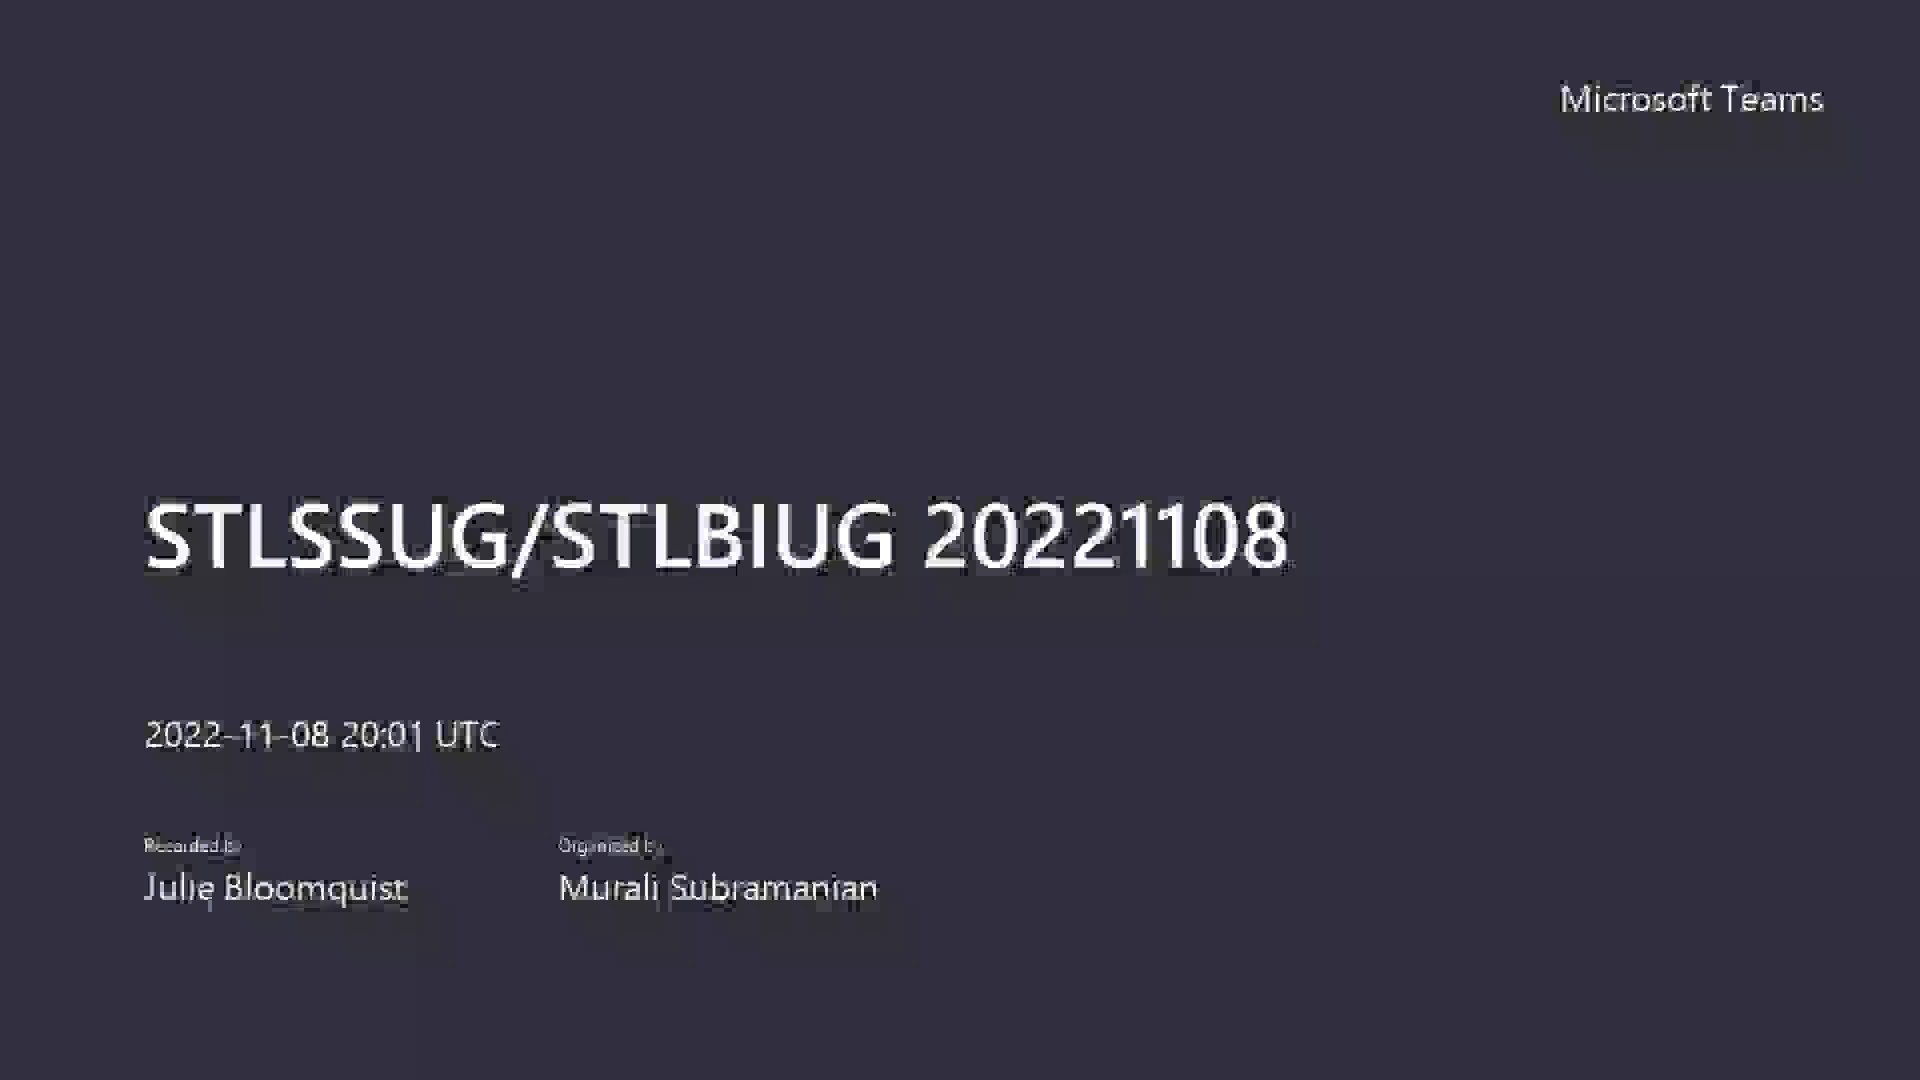 Microsoft Teams
STLSSUG/STLBIUG 20221108
2022-11-08 20:01 UTC
Recorded by
Organized by
Julie Bloomquist
Murali Subramanian